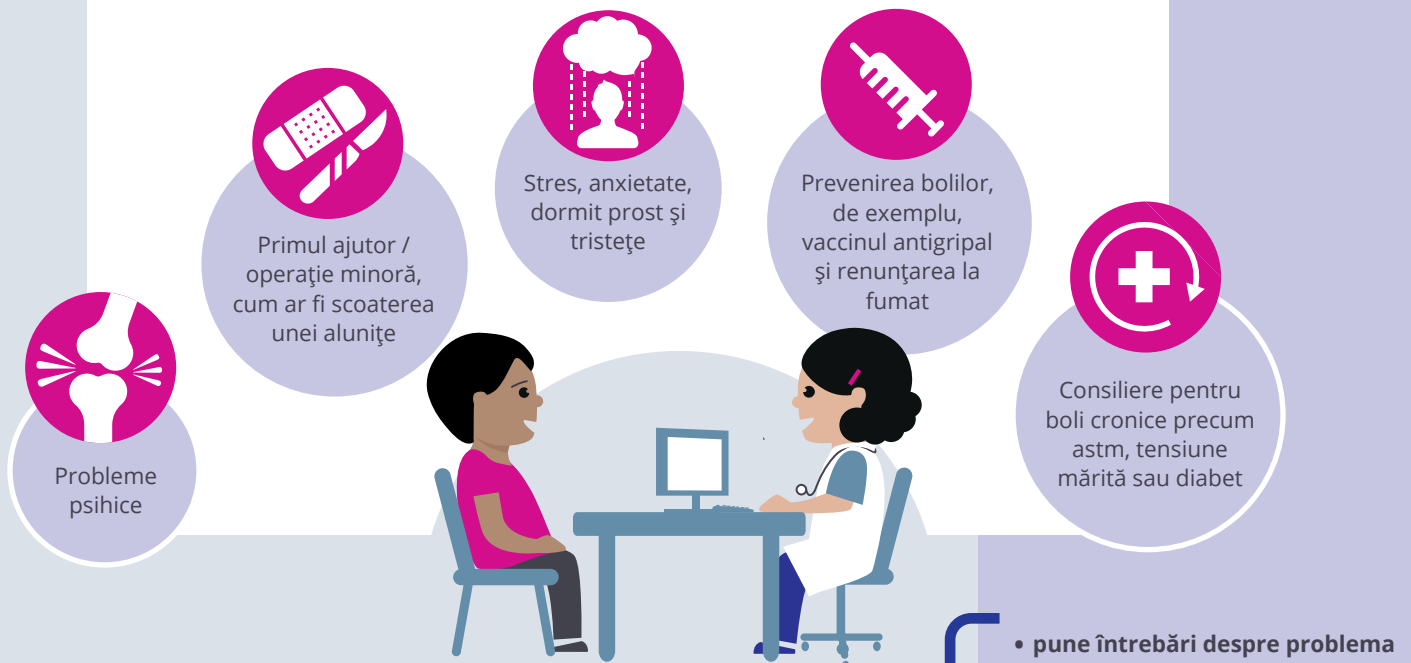 Probleme
psihice
Primul ajutor /
operaţie minoră,
cum ar fi scoaterea
unei aluniţe
Stres, anxietate,
dormit prost şi
tristeţe
Prevenirea bolilor,
de exemplu,
vaccinul antigripal
şi renunţarea la
fumat
Consiliere pentru
boli cronice precum
astm, tensiune
mărită sau diabet
• pune întrebări despre problema